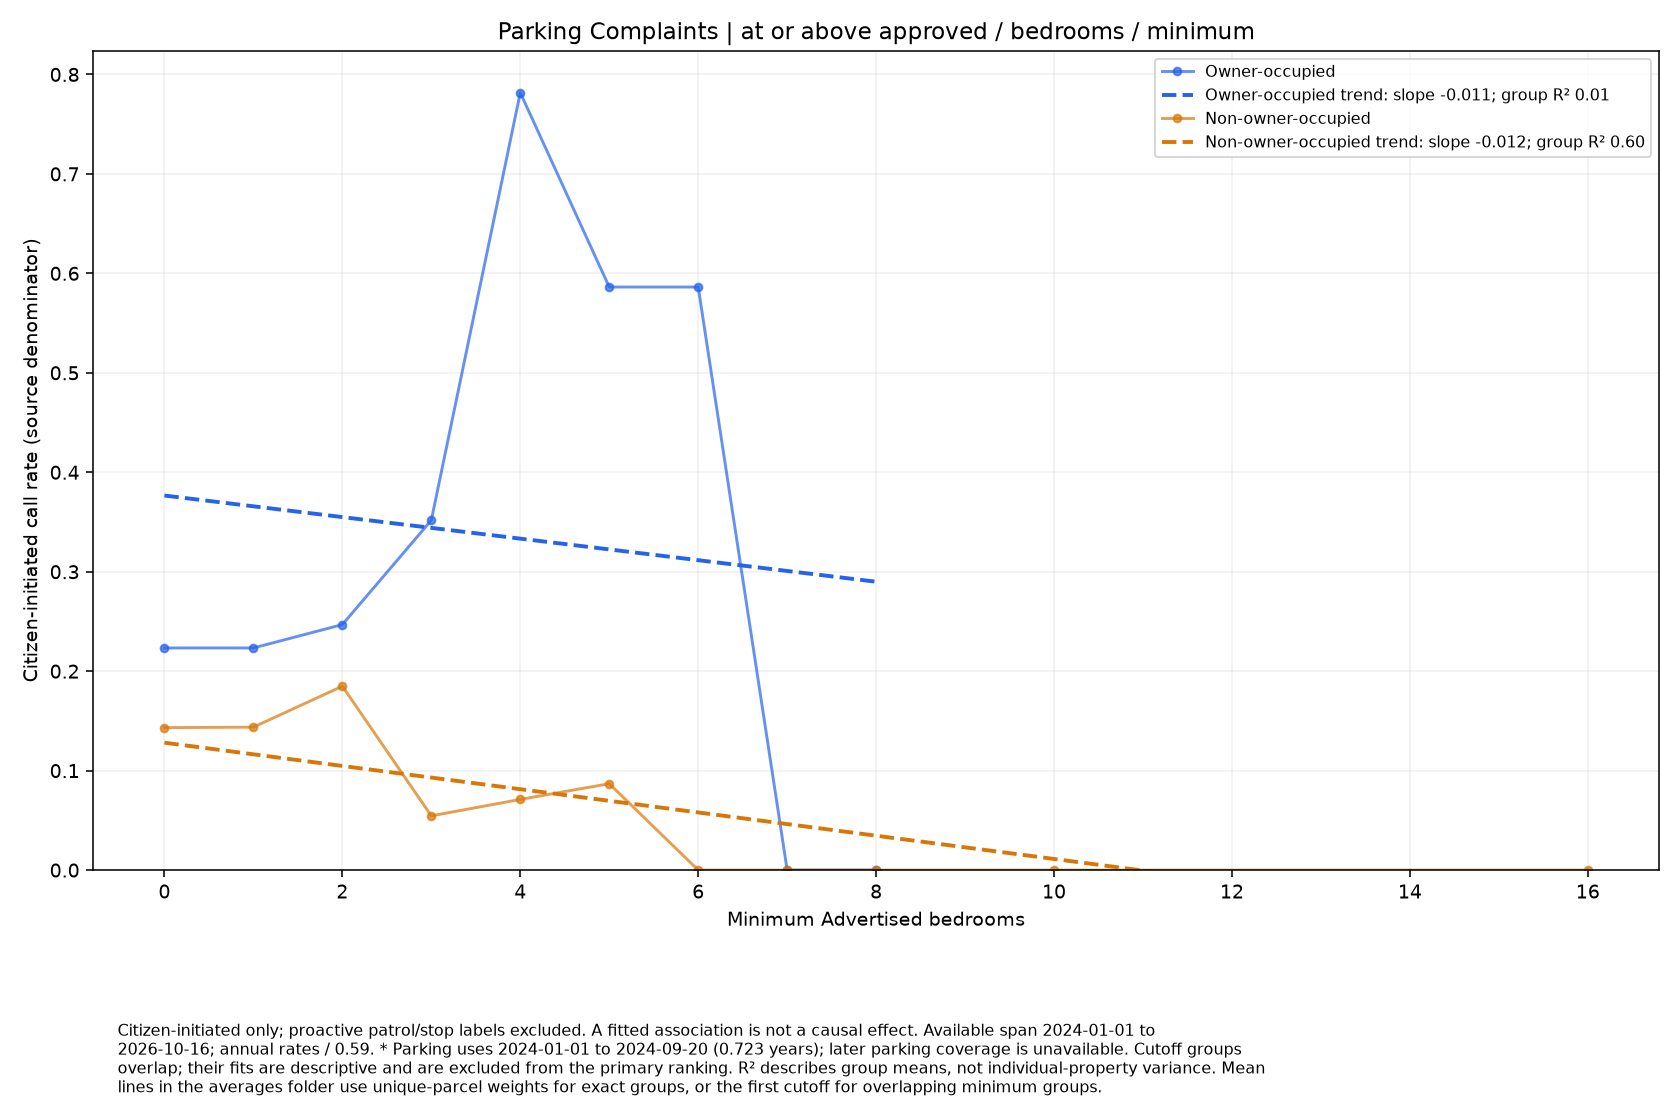 Parking Complaints | at or above approved / bedrooms / minimum
Owner-occupied
Owner-occupied trend: slope -0.011; group R² 0.01
Non-owner-occupied
Non-owner-occupied trend: slope -0.012; group R² 0.60
Citizen-initiated call rate (source denominator)
0.8
0.7
0.6
0.5
0.4
0.3
0.2
0.1
0.0
0 2 4 6 8 10 12 14 16
Minimum Advertised bedrooms
Citizen-initiated only; proactive patrol/stop labels excluded. A fitted association is not a causal effect. Available span 2024-01-01 to
2026-10-16; annual rates / 0.59. * Parking uses 2024-01-01 to 2024-09-20 (0.723 years); later parking coverage is unavailable. Cutoff groups
overlap; their fits are descriptive and are excluded from the primary ranking. R² describes group means, not individual-property variance. Mean
lines in the averages folder use unique-parcel weights for exact groups, or the first cutoff for overlapping minimum groups.